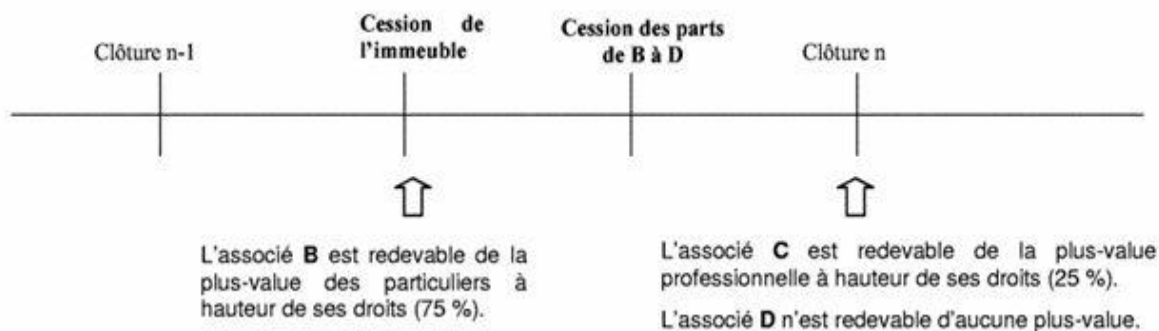 Clôture n-1
Cession de
l'immeuble
Cession des parts
de B à D
Clôture n
L'associé B est redevable de la
plus-value des particuliers à
hauteur de ses droits (75 %).
L'associé C est redevable de la plus-value
professionnelle à hauteur de ses droits (25 %).
L'associé D n'est redevable d'aucune plus-value.